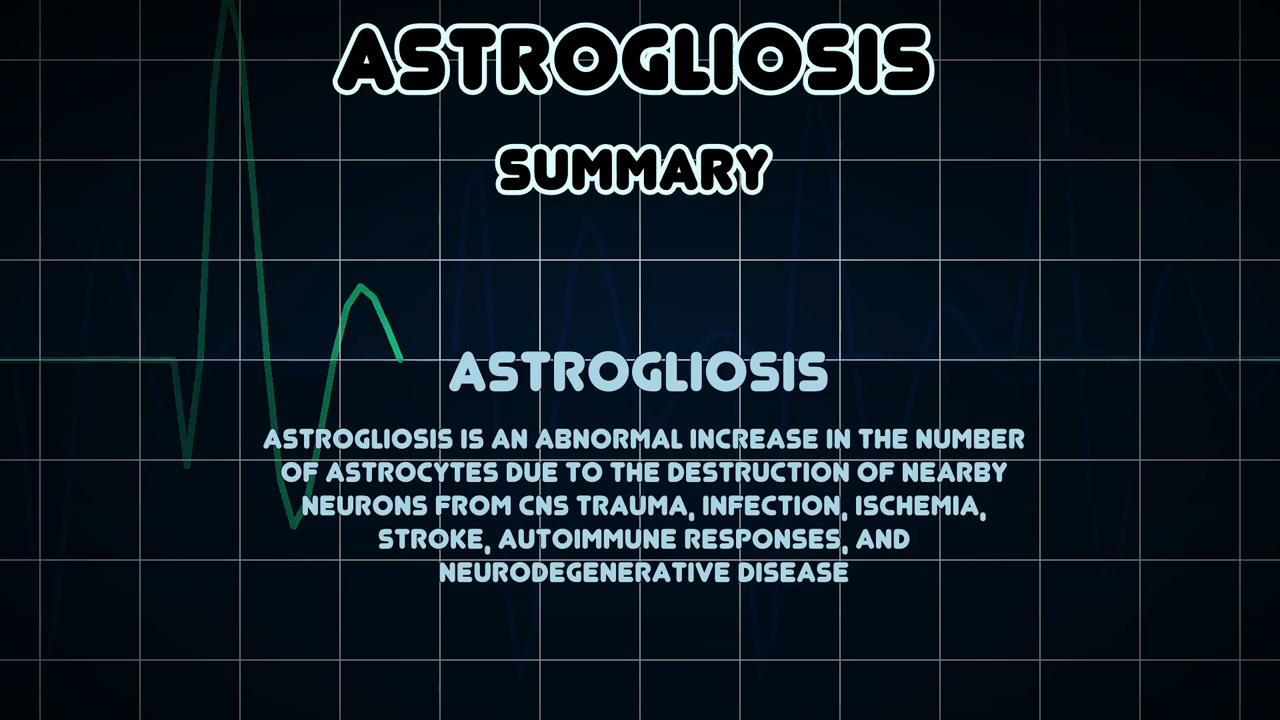 ASTROGLIOSIS
SUMMARY
ASTROGLIOSIS
ASTROGLIOSIS IS AN ABNORMAL INCREASE IN THE NUMBER
OF ASTROCYTES DUE TO THE DESTRUCTION OF NEARBY
NEURONS FROM CNS TRAUMA, INFECTION, ISCHEMIA,
STROKE, AUTOIMMUNE RESPONSES, AND
NEURODEGENERATIVE DISEASE